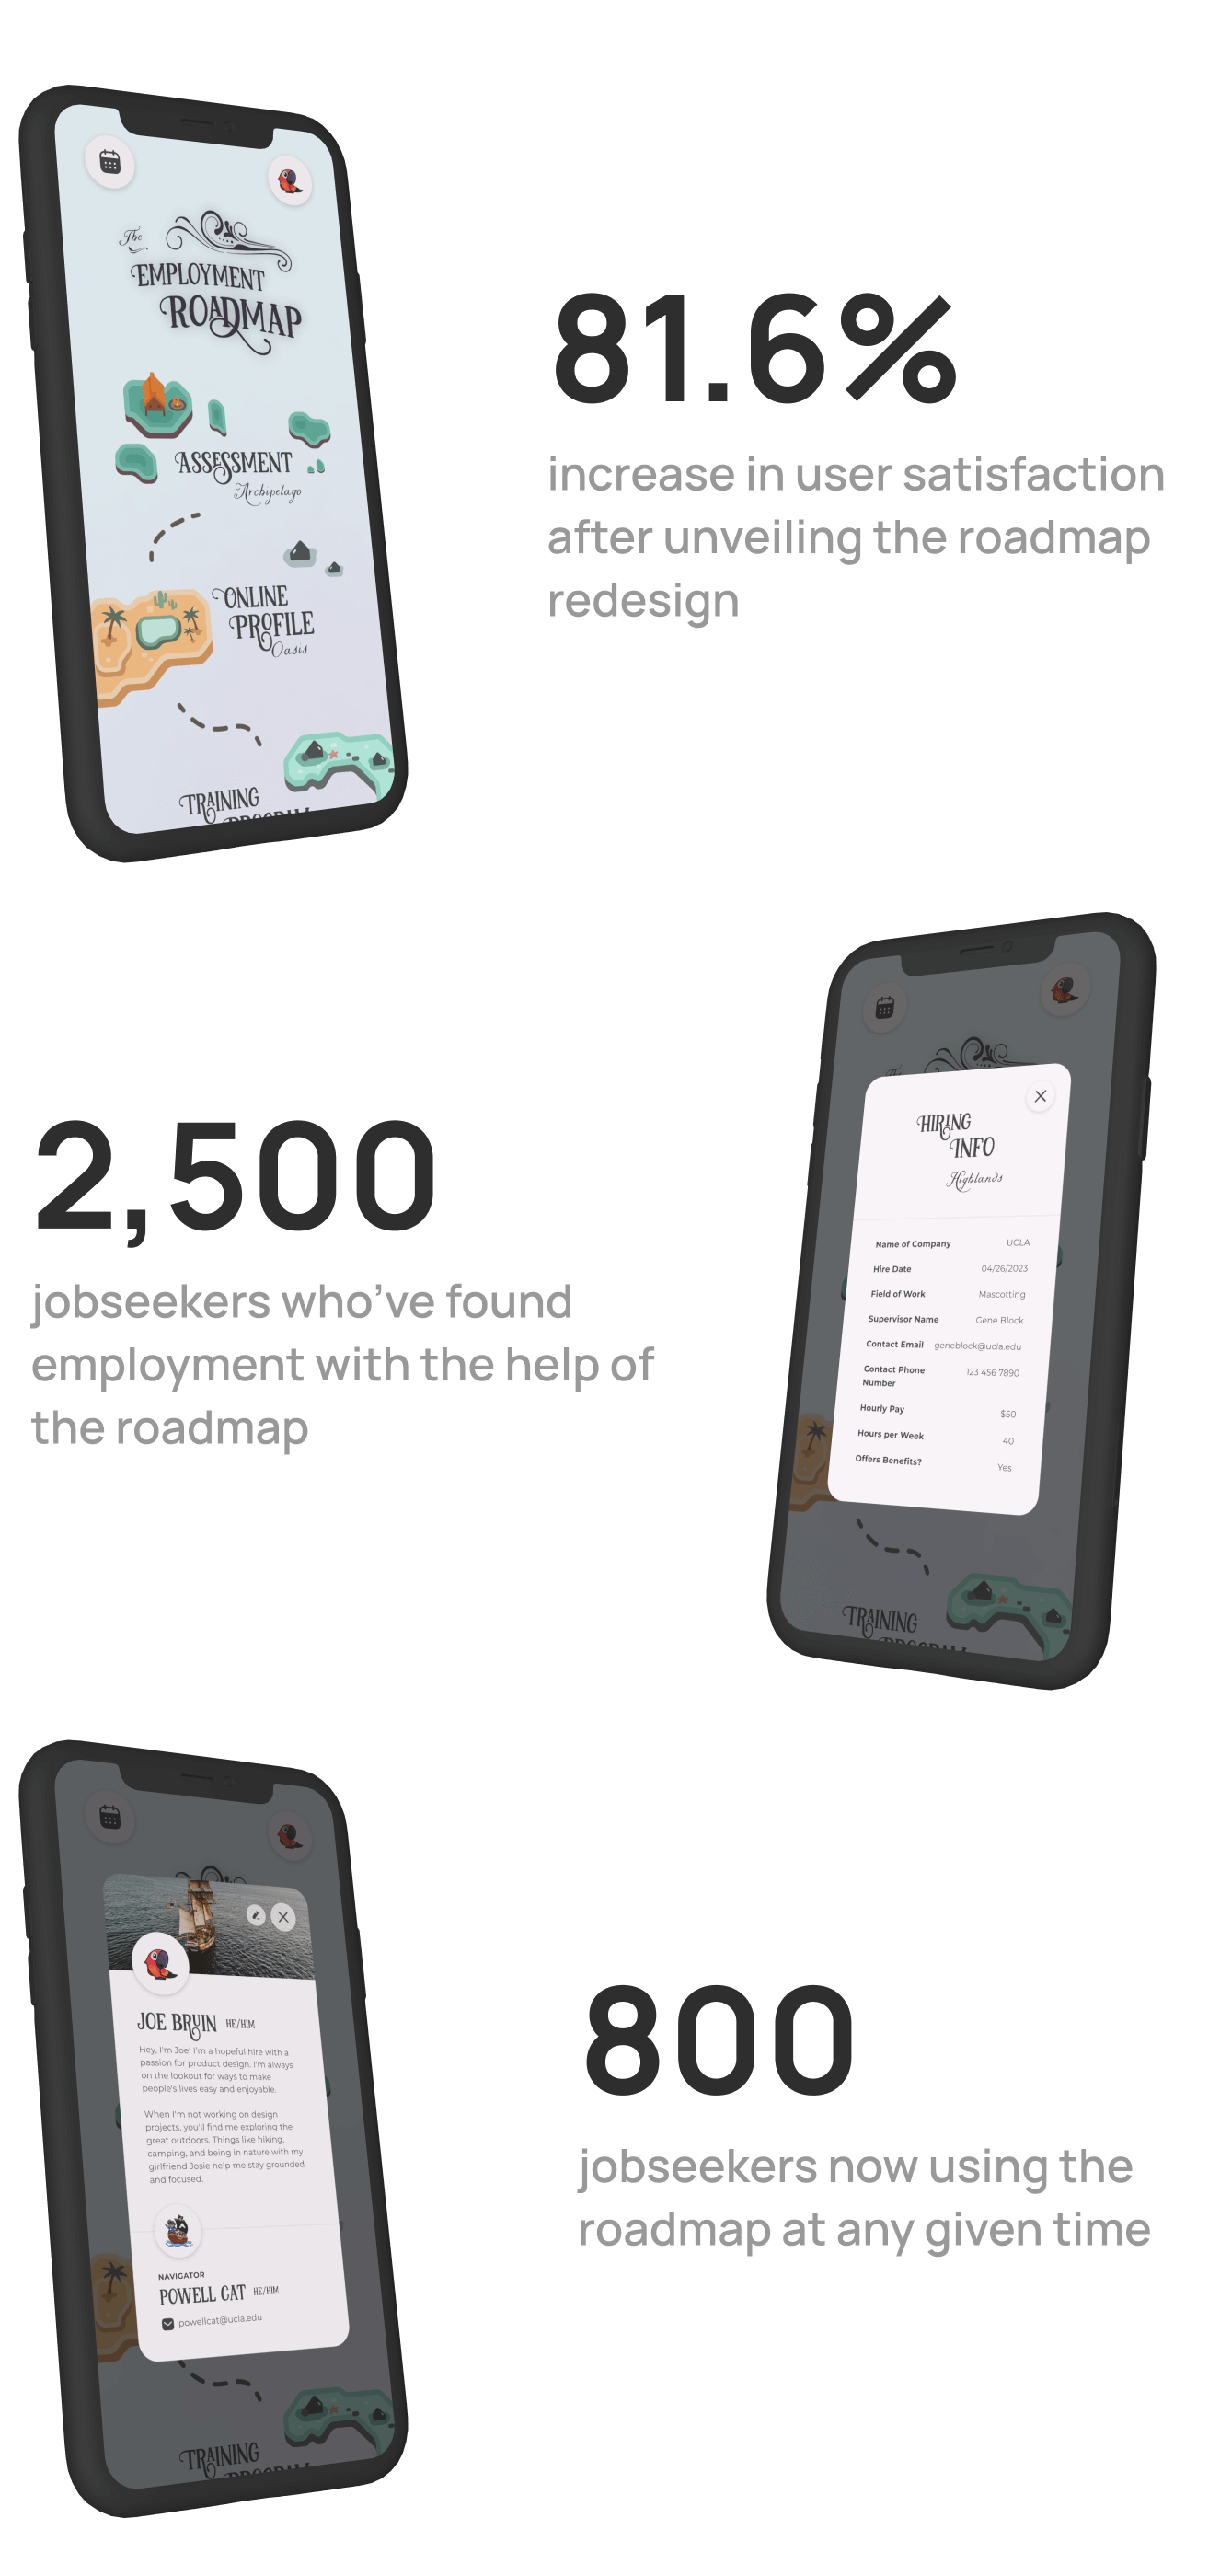 The
EMPLOYMENT
ROADMAP
ASSESSMENT
Archipelago
ONLINE
PROFILE
Oasis
TRAINING
PROGRAM
81.6%
increase in user satisfaction
after unveiling the roadmap
redesign
2,500
jobseekers who’ve found
employment with the help of
the roadmap
The
HIRING
INFO
Highlands
Name of Company UCLA
Hire Date 04/26/2023
Field of Work Mascotting
Supervisor Name Gene Block
Contact Email geneblock@ucla.edu
Contact Phone 123 456 7890
Number
Hourly Pay $50
Hours per Week 40
Offers Benefits? Yes
TRAINING
PROGRAM
JOE BRUIN HE/HIM
Hey, I'm Joe! I'm a hopeful hire with a
passion for product design. I'm always
on the lookout for ways to make
people's lives easy and enjoyable.
When I'm not working on design
projects, you'll find me exploring the
great outdoors. Things like hiking,
camping, and being in nature with my
girlfriend Josie help me stay grounded
and focused.
NAVIGATOR
POWELL CAT HE/HIM
powellcat@ucla.edu
TRAINING
PROGRAM
800
jobseekers now using the
roadmap at any given time